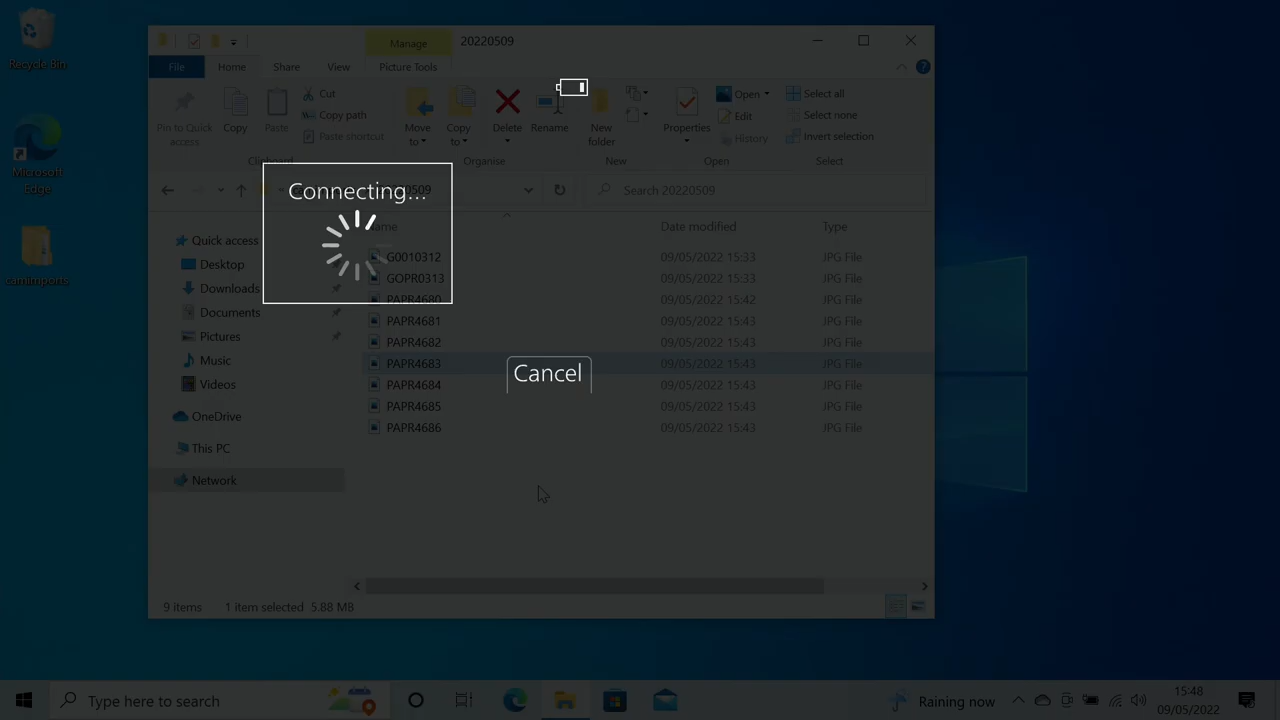 Recycle Bin
Microsoft
Edge
camimports
Manage
20220509
File
Home
Share
View
Picture Tools
Pin to Quick
access
Copy
Paste
Cut
Copy path
Paste shortcut
Clipboard
Move
to
Copy
to
Delete
Rename
Organise
New
folder
New
Properties
Open
Edit
History
Open
Select all
Select none
Invert selection
Select
20220509
Search 20220509
Connecting...
Cancel
Quick access
Desktop
Downloads
Documents
Pictures
Music
Videos
OneDrive
This PC
Network
Name
Date modified
Type
G0010312
09/05/2022 15:33
JPG File
GOPR0313
09/05/2022 15:33
JPG File
PAPR4680
09/05/2022 15:42
JPG File
PAPR4681
09/05/2022 15:43
JPG File
PAPR4682
09/05/2022 15:43
JPG File
PAPR4683
09/05/2022 15:43
JPG File
PAPR4684
09/05/2022 15:43
JPG File
PAPR4685
09/05/2022 15:43
JPG File
PAPR4686
09/05/2022 15:43
JPG File
9 items
1 item selected 5.88 MB
Type here to search
Raining now
15:48
09/05/2022